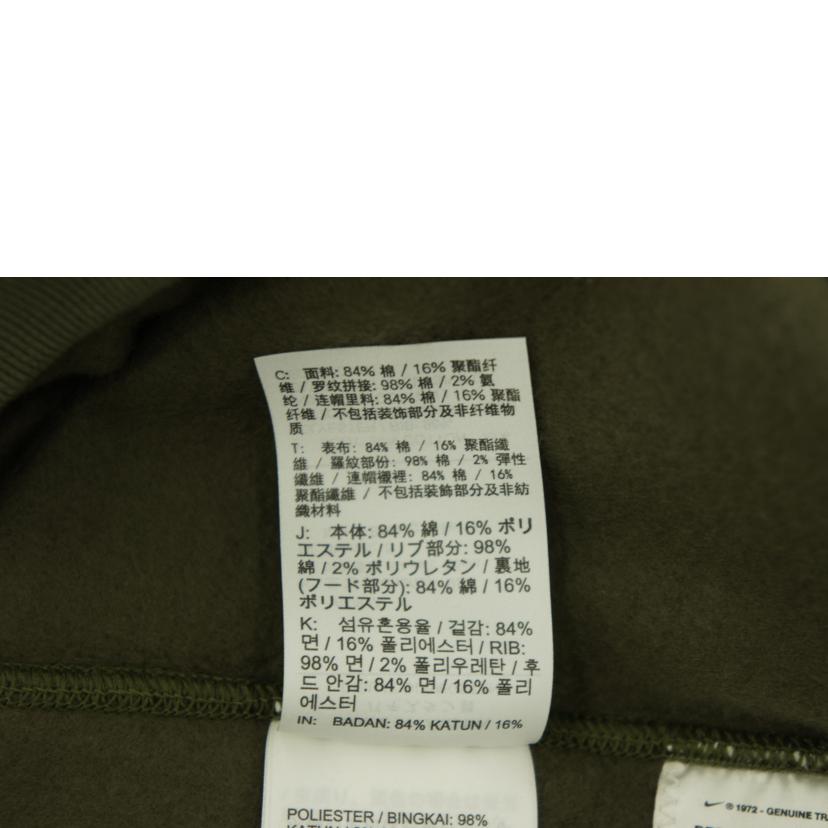 C: 面料: 84% 棉 / 16% 聚酯纤
维 / 罗纹拼接: 98% 棉 / 2% 氨
纶 / 连帽里料: 84% 棉 / 16% 聚酯
纤维 / 不包括装饰部分及非纤维物
质
T: 表布: 84% 棉 / 16% 聚酯纖
維 / 羅紋部份: 98% 棉 / 2% 彈性
纖維 / 連帽襯裡: 84% 棉 / 16%
聚酯纖維 / 不包括裝飾部分及非紡
織材料
J: 本体: 84% 綿 / 16% ポリ
エステル / リブ部分: 98%
綿 / 2% ポリウレタン / 裏地
(フード部分): 84% 綿 / 16%
ポリエステル
K: 섬유혼용율 / 겉감: 84%
면 / 16% 폴리에스터 / RIB:
98% 면 / 2% 폴리우레탄 / 후
드 안감: 84% 면 / 16% 폴리
에스터
IN: BADAN: 84% KATUN / 16%
POLIESTER / BINGKAI: 98%
® 1972 - GENUINE TR